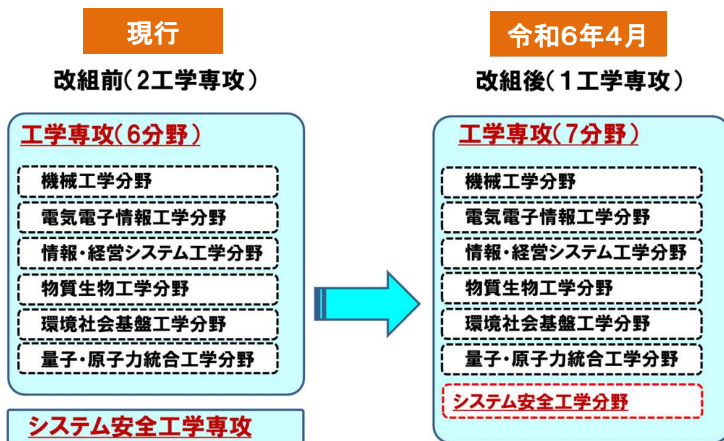 現行
改組前(2工学専攻)
工学専攻(6分野)
機械工学分野
電気電子情報工学分野
情報・経営システム工学分野
物質生物工学分野
環境社会基盤工学分野
量子・原子力統合工学分野
システム安全工学専攻
令和6年4月
改組後(1工学専攻)
工学専攻(7分野)
機械工学分野
電気電子情報工学分野
情報・経営システム工学分野
物質生物工学分野
環境社会基盤工学分野
量子・原子力統合工学分野
システム安全工学分野